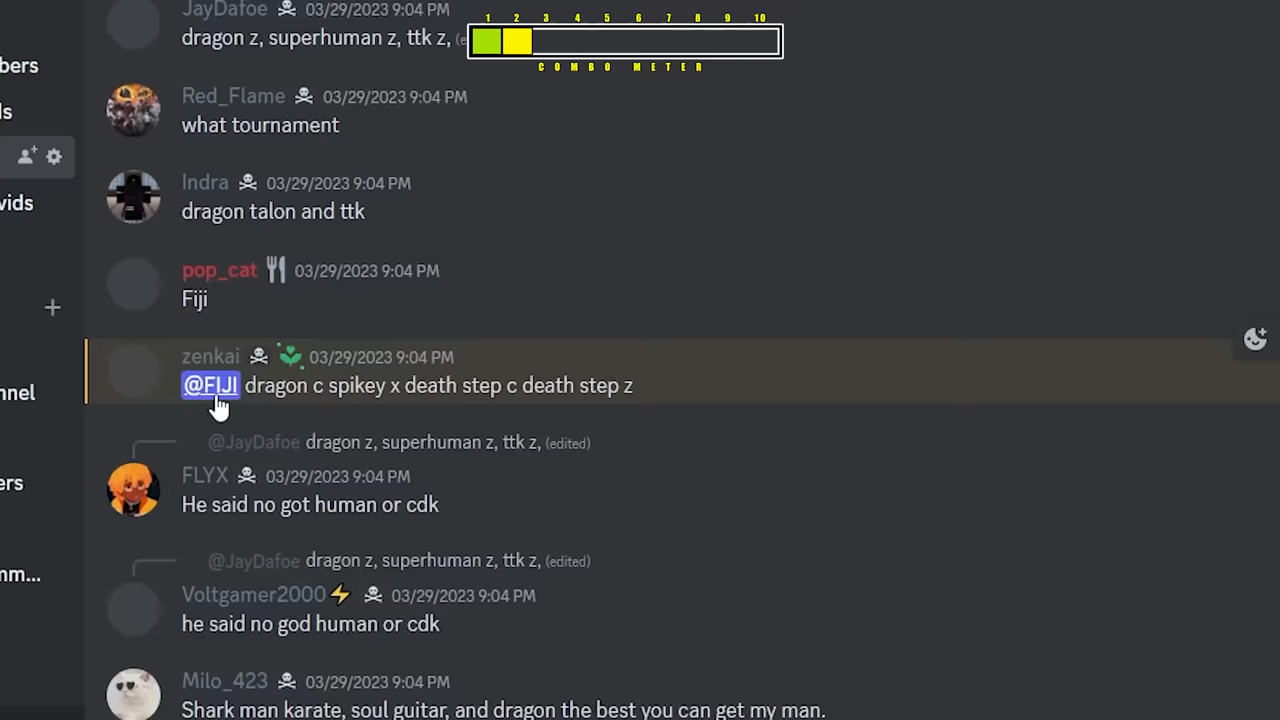 JayDafoe 03/29/2023 9:04 PM
dragon z, superhuman z, ttk z,
1 2 3 4 5 6 7 8 9 10
COMBO METER
bers
Red_Flame 03/29/2023 9:04 PM
what tournament
ls
Indra 03/29/2023 9:04 PM
dragon talon and ttk
vids
pop_cat 03/29/2023 9:04 PM
Fiji
zenkai 03/29/2023 9:04 PM
@FIJI dragon c spikey x death step c death step z
nnel
@JayDafoe dragon z, superhuman z, ttk z, (edited)
FLYX 03/29/2023 9:04 PM
He said no got human or cdk
ers
@JayDafoe dragon z, superhuman z, ttk z, (edited)
mm...
Voltgamer2000 03/29/2023 9:04 PM
he said no god human or cdk
Milo_423 03/29/2023 9:04 PM
Shark man karate, soul guitar, and dragon the best you can get my man.